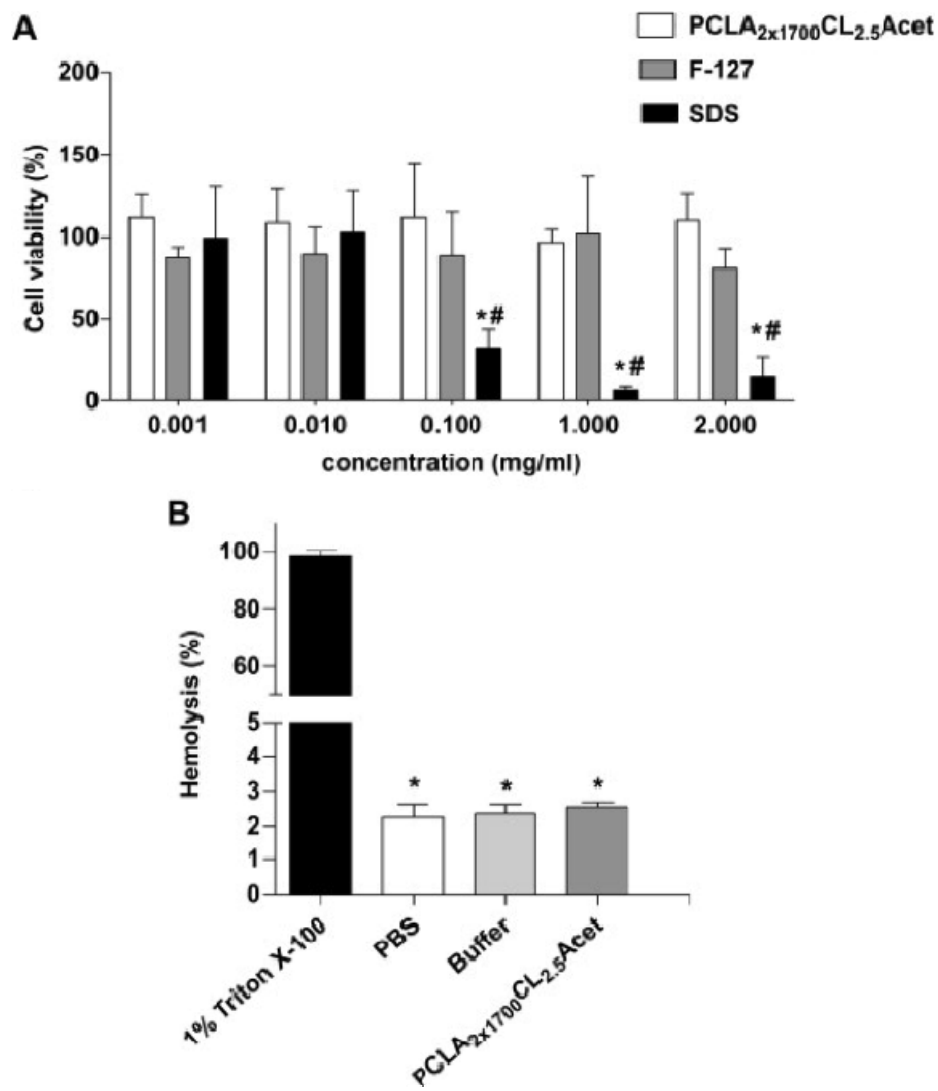 A
PCLA2x1700CL2.5Acet
F-127
SDS
200
150
100
50
0
Cell viability (%)
*#
*#
*#
0.001 0.010 0.100 1.000 2.000
concentration (mg/ml)
B
100
80
60
5
4
3
2
1
0
Hemolysis (%)
* * *
1% Triton X-100
PBS
Buffer
PCLA2x1700CL2.5Acet